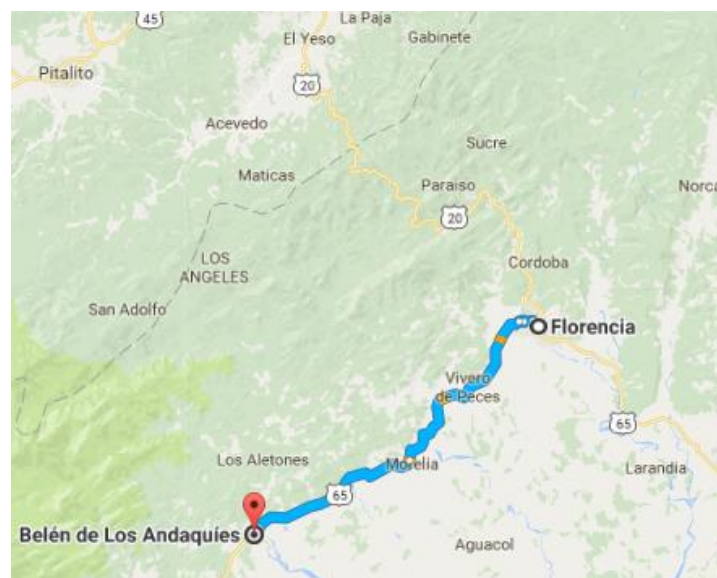 La Paja
45
El Yeso
Gabinete
Pitalito
20
Acevedo
Sucre
Maticas
Paraiso
Norca
20
LOS
ANGELES
Cordoba
San Adolfo
Florencia
Vivero
de Peces
65
Los Aletones
Morelia
Larandia
65
Belén de Los Andaquíes
Aguacol